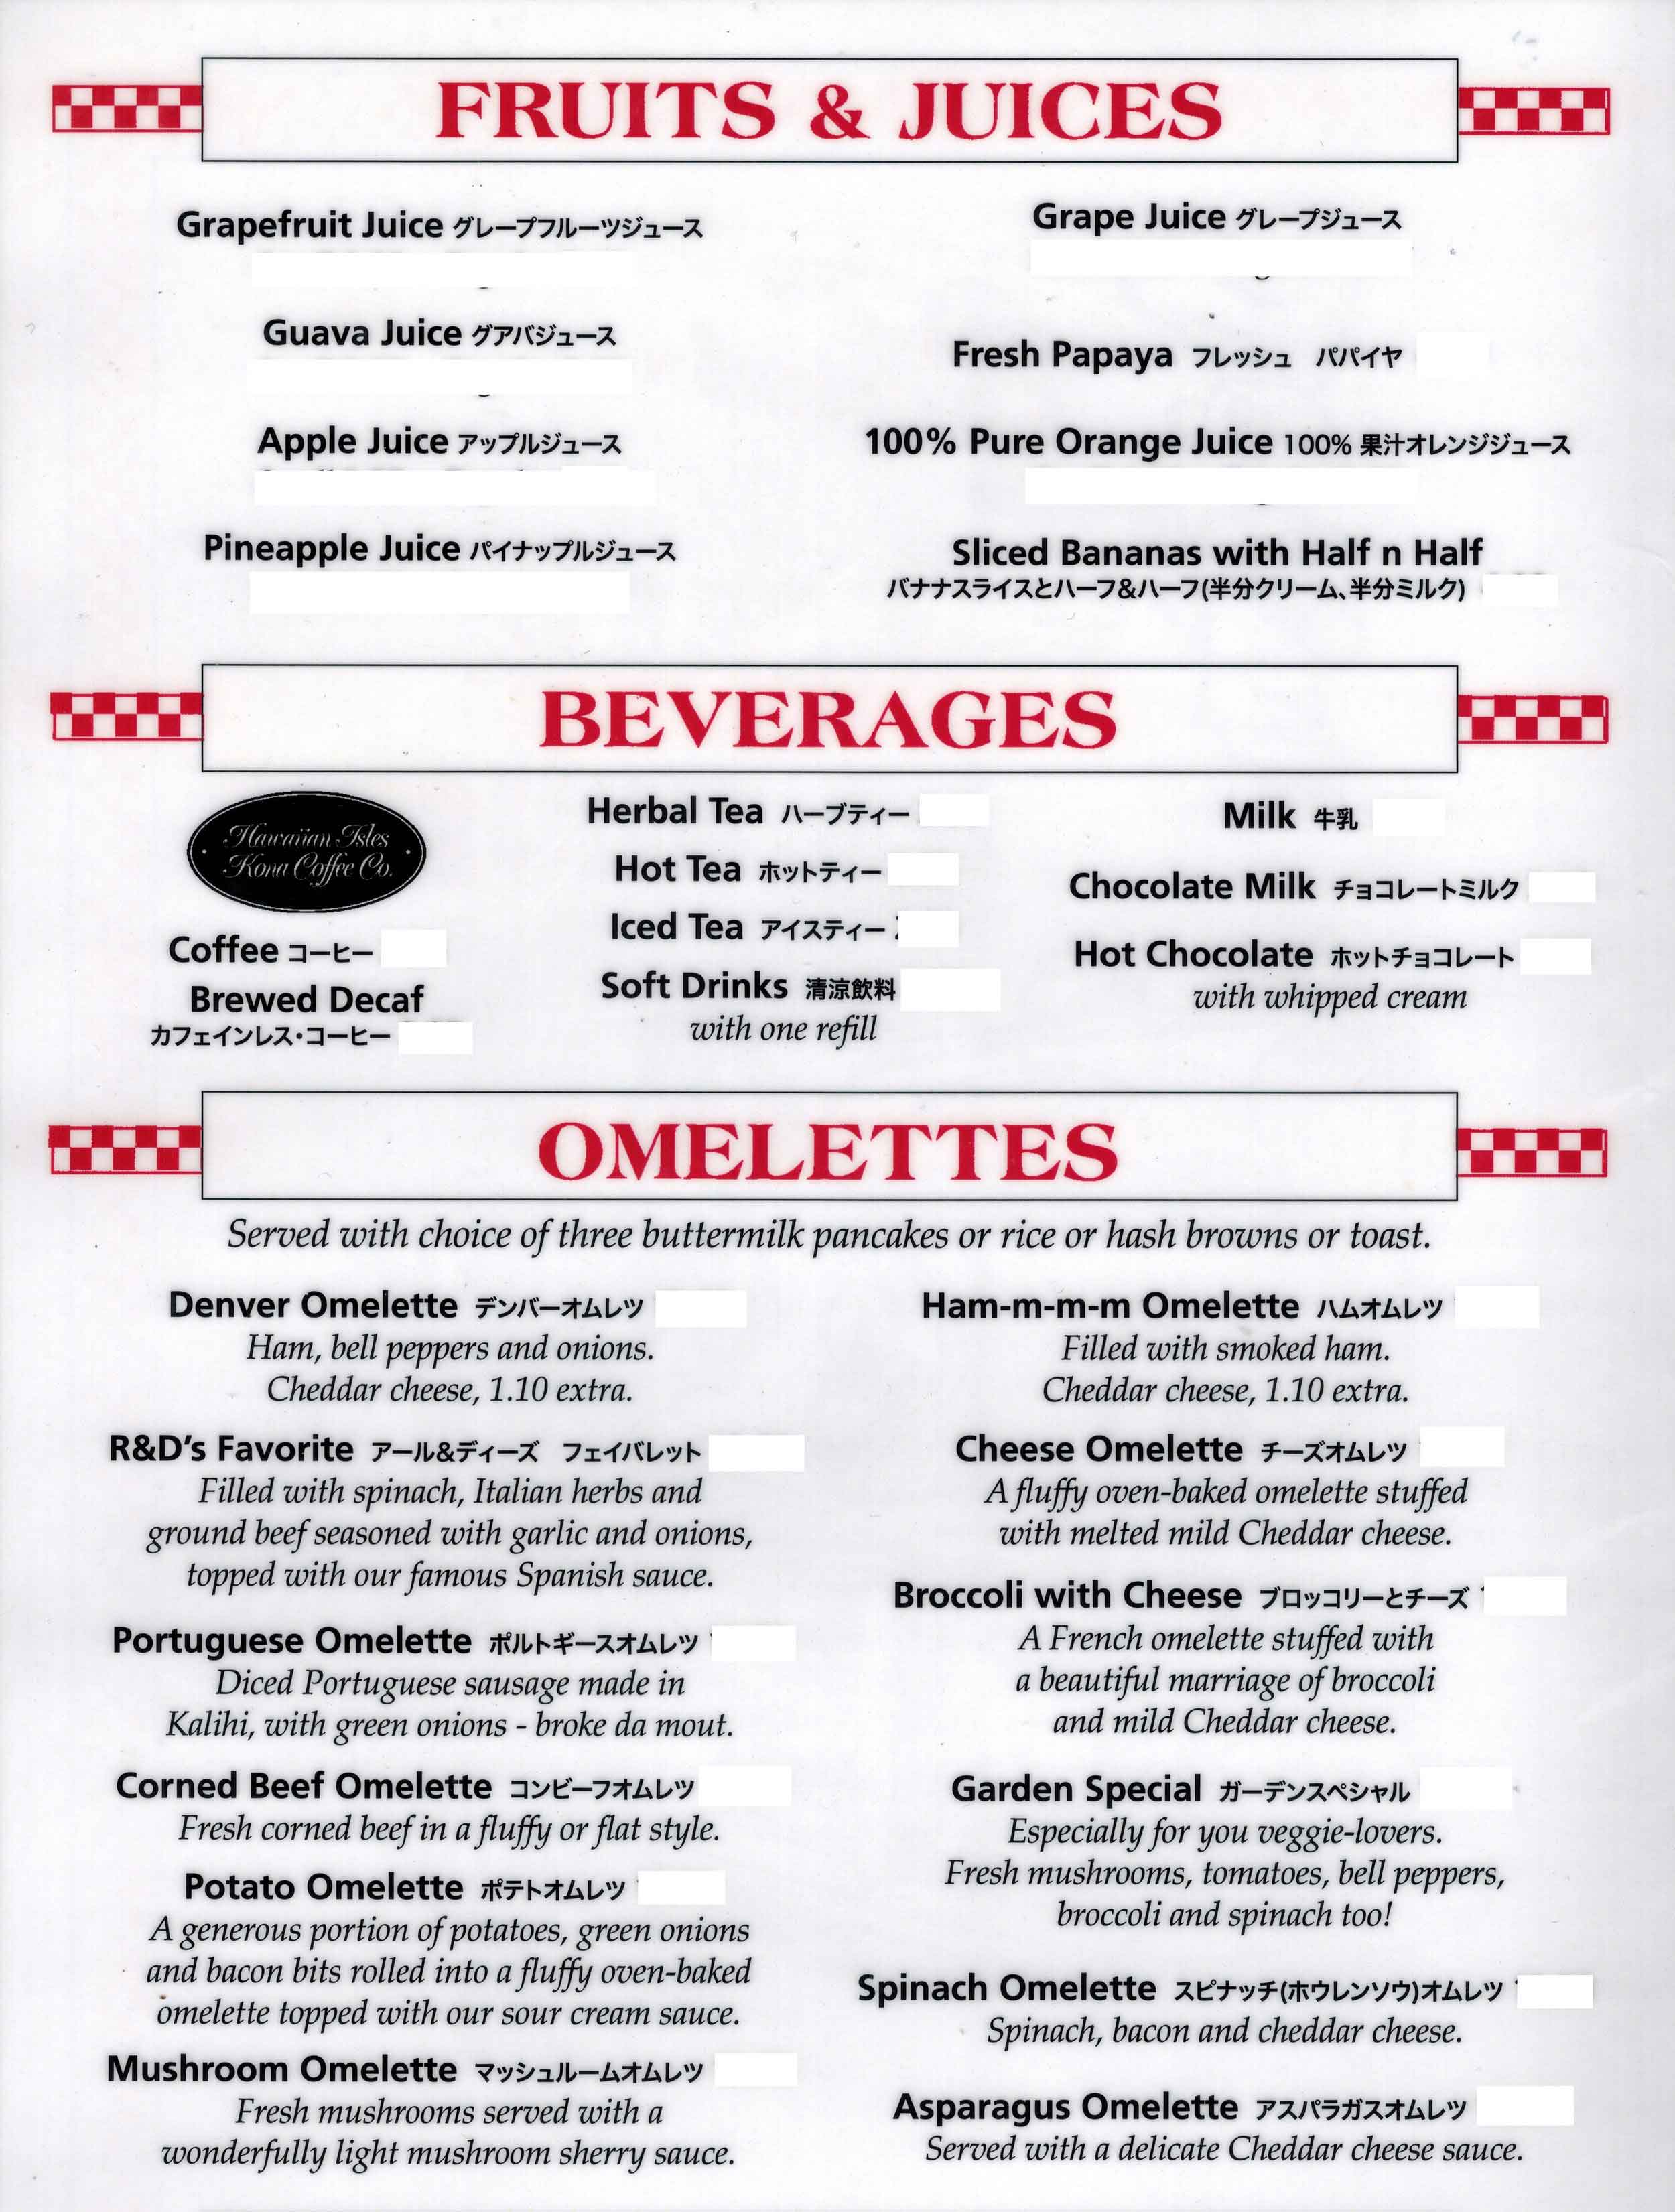 FRUITS & JUICES
Grapefruit Juice グレープフルーツジュース
Guava Juice グアバジュース
Apple Juice アップルジュース
Pineapple Juice パイナップルジュース
Grape Juice グレープジュース
Fresh Papaya フレッシュ パパイヤ
100% Pure Orange Juice 100% 果汁オレンジジュース
Sliced Bananas with Half n Half
バナナスライスとハーフ&ハーフ(半分クリーム、半分ミルク)
BEVERAGES
Hawaiian Isles
Kona Coffee Co.
Coffee コーヒー
Brewed Decaf
カフェインレス・コーヒー
Herbal Tea ハーブティー
Hot Tea ホットティー
Iced Tea アイスティー
Soft Drinks 清涼飲料
with one refill
Milk 牛乳
Chocolate Milk チョコレートミルク
Hot Chocolate ホットチョコレート
with whipped cream
OMELETTES
Served with choice of three buttermilk pancakes or rice or hash browns or toast.
Denver Omelette デンバーオムレツ
Ham, bell peppers and onions.
Cheddar cheese, 1.10 extra.
R&D's Favorite アール&ディーズ フェイバレット
Filled with spinach, Italian herbs and
ground beef seasoned with garlic and onions,
topped with our famous Spanish sauce.
Portuguese Omelette ポルトギースオムレツ
Diced Portuguese sausage made in
Kalihi, with green onions - broke da mout.
Corned Beef Omelette コンビーフオムレツ
Fresh corned beef in a fluffy or flat style.
Potato Omelette ポテトオムレツ
A generous portion of potatoes, green onions
and bacon bits rolled into a fluffy oven-baked
omelette topped with our sour cream sauce.
Mushroom Omelette マッシュルームオムレツ
Fresh mushrooms served with a
wonderfully light mushroom sherry sauce.
Ham-m-m-m Omelette ハムオムレツ
Filled with smoked ham.
Cheddar cheese, 1.10 extra.
Cheese Omelette チーズオムレツ
A fluffy oven-baked omelette stuffed
with melted mild Cheddar cheese.
Broccoli with Cheese ブロッコリーとチーズ
A French omelette stuffed with
a beautiful marriage of broccoli
and mild Cheddar cheese.
Garden Special ガーデンスペシャル
Especially for you veggie-lovers.
Fresh mushrooms, tomatoes, bell peppers,
broccoli and spinach too!
Spinach Omelette スピナッチ(ホウレンソウ)オムレツ
Spinach, bacon and cheddar cheese.
Asparagus Omelette アスパラガスオムレツ
Served with a delicate Cheddar cheese sauce.